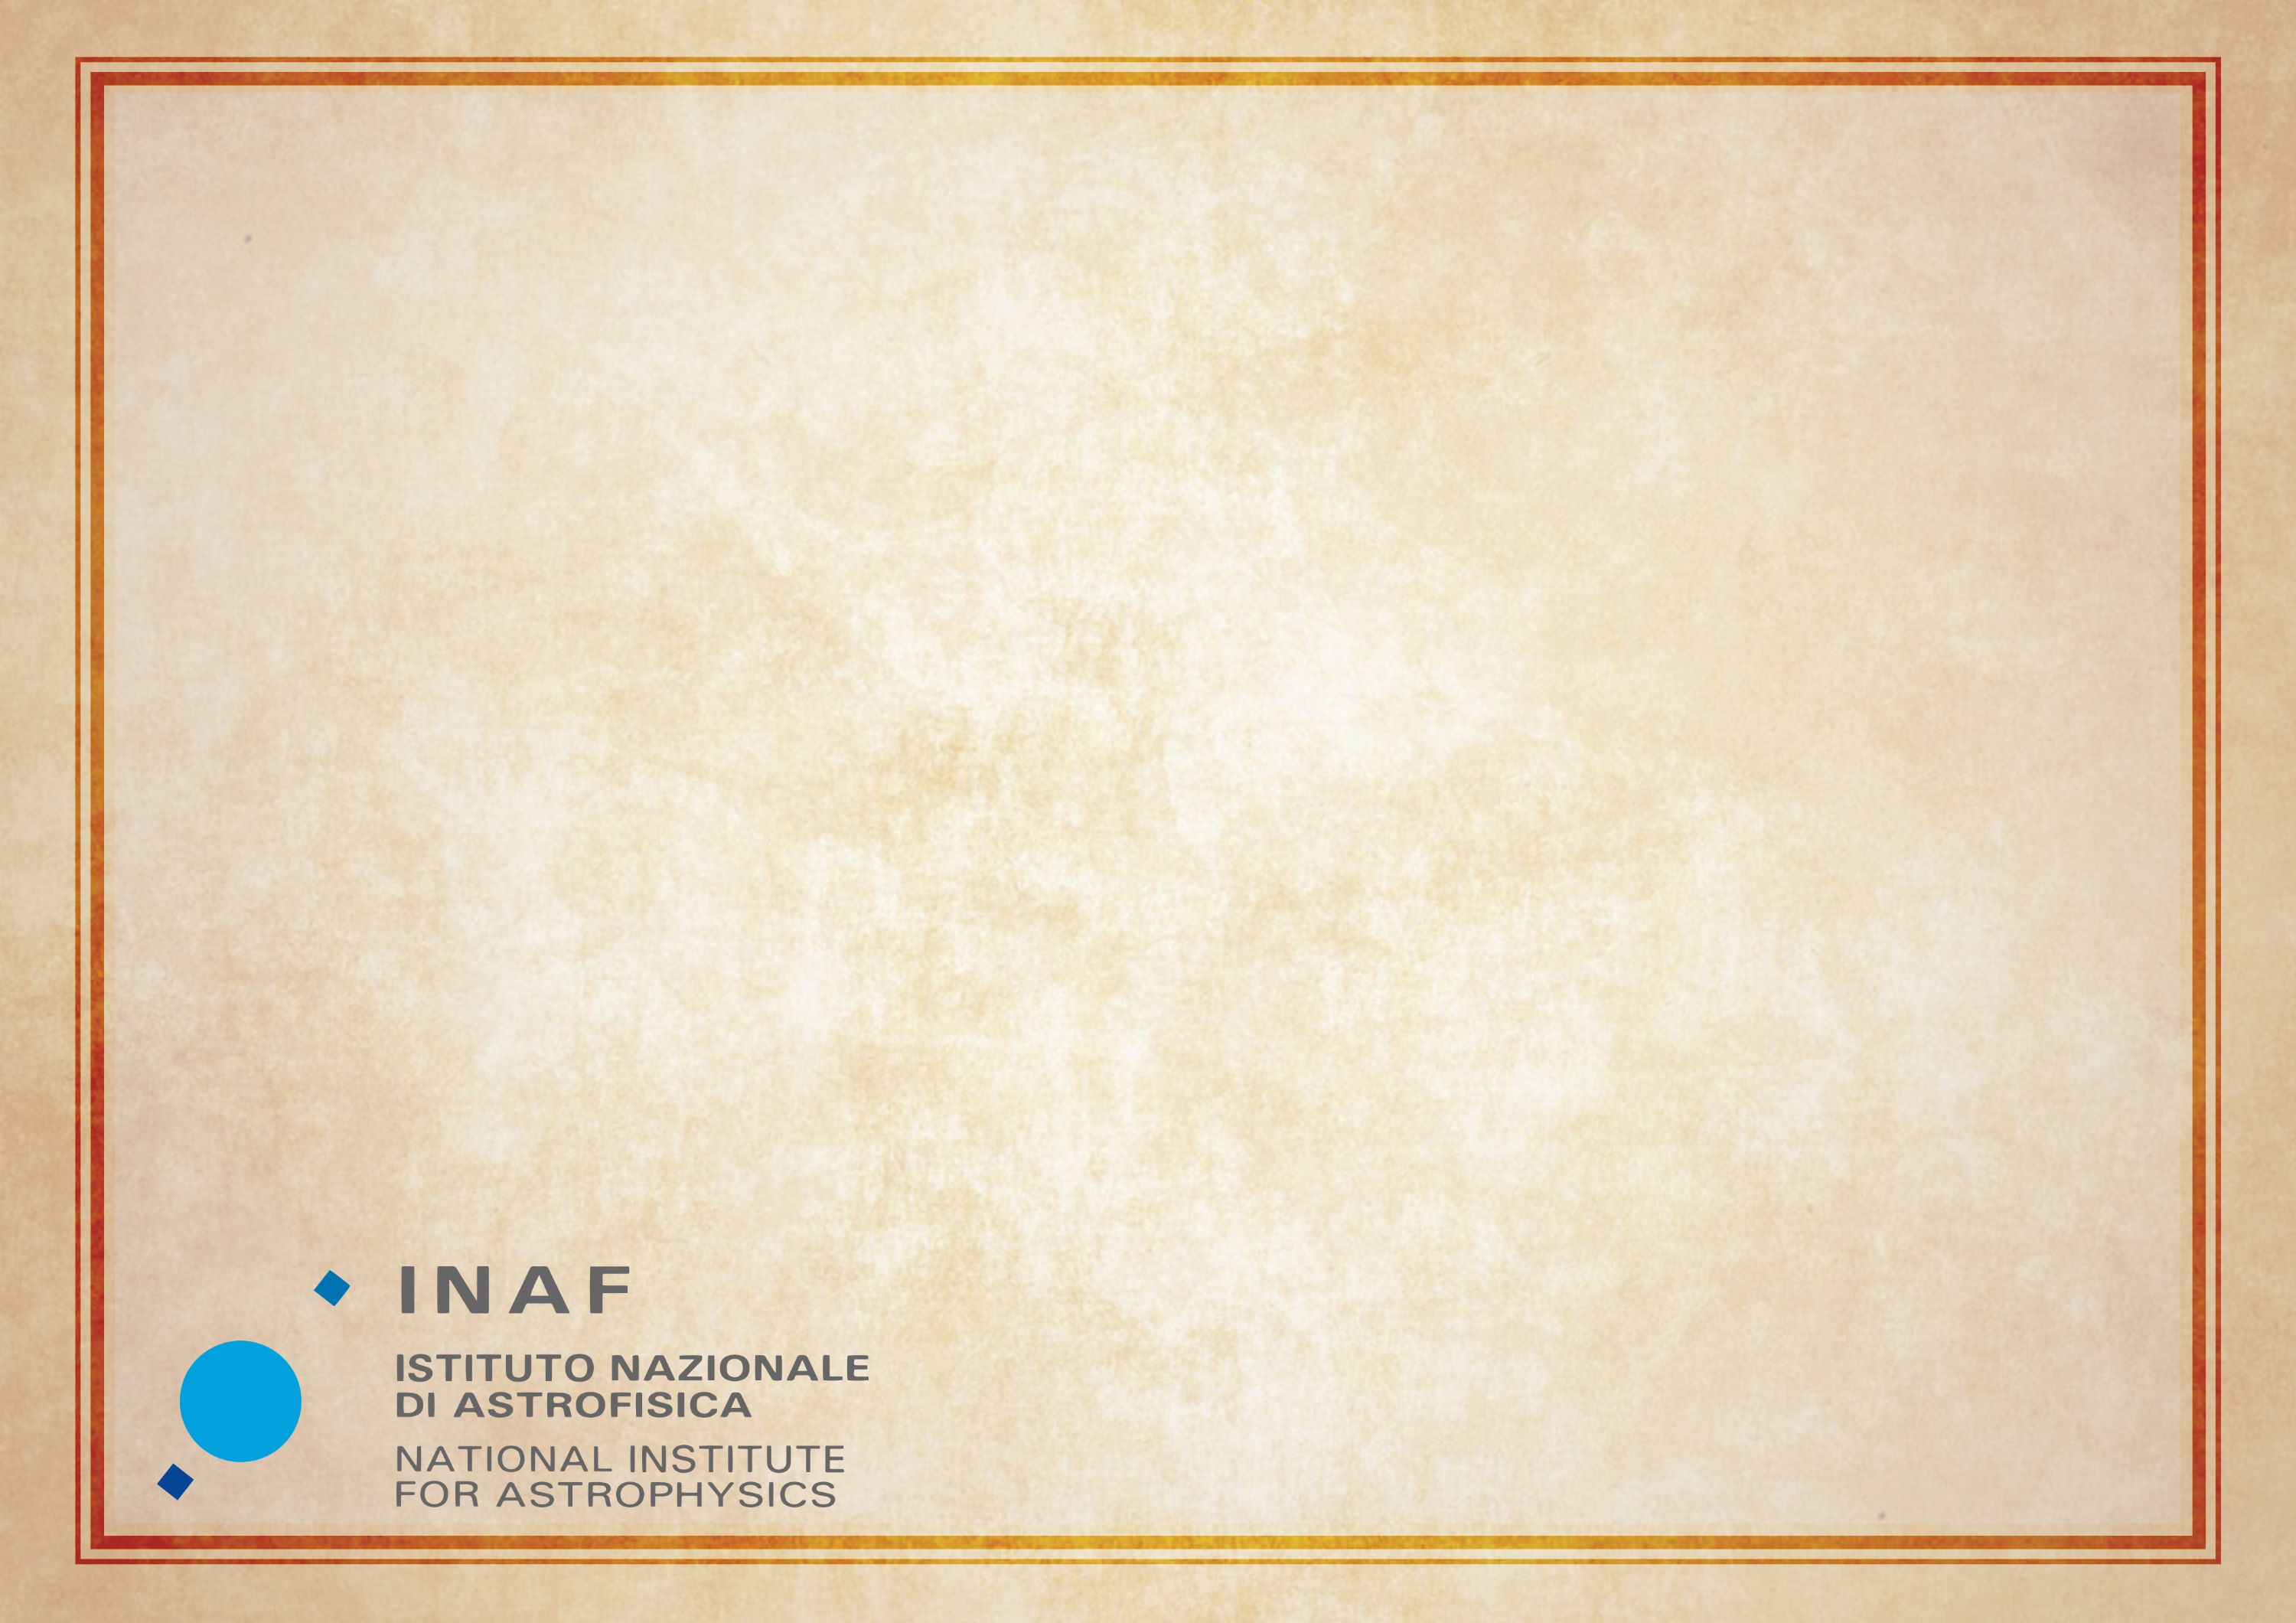 INAF
ISTITUTO NAZIONALE
DI ASTROFISICA
NATIONAL INSTITUTE
FOR ASTROPHYSICS